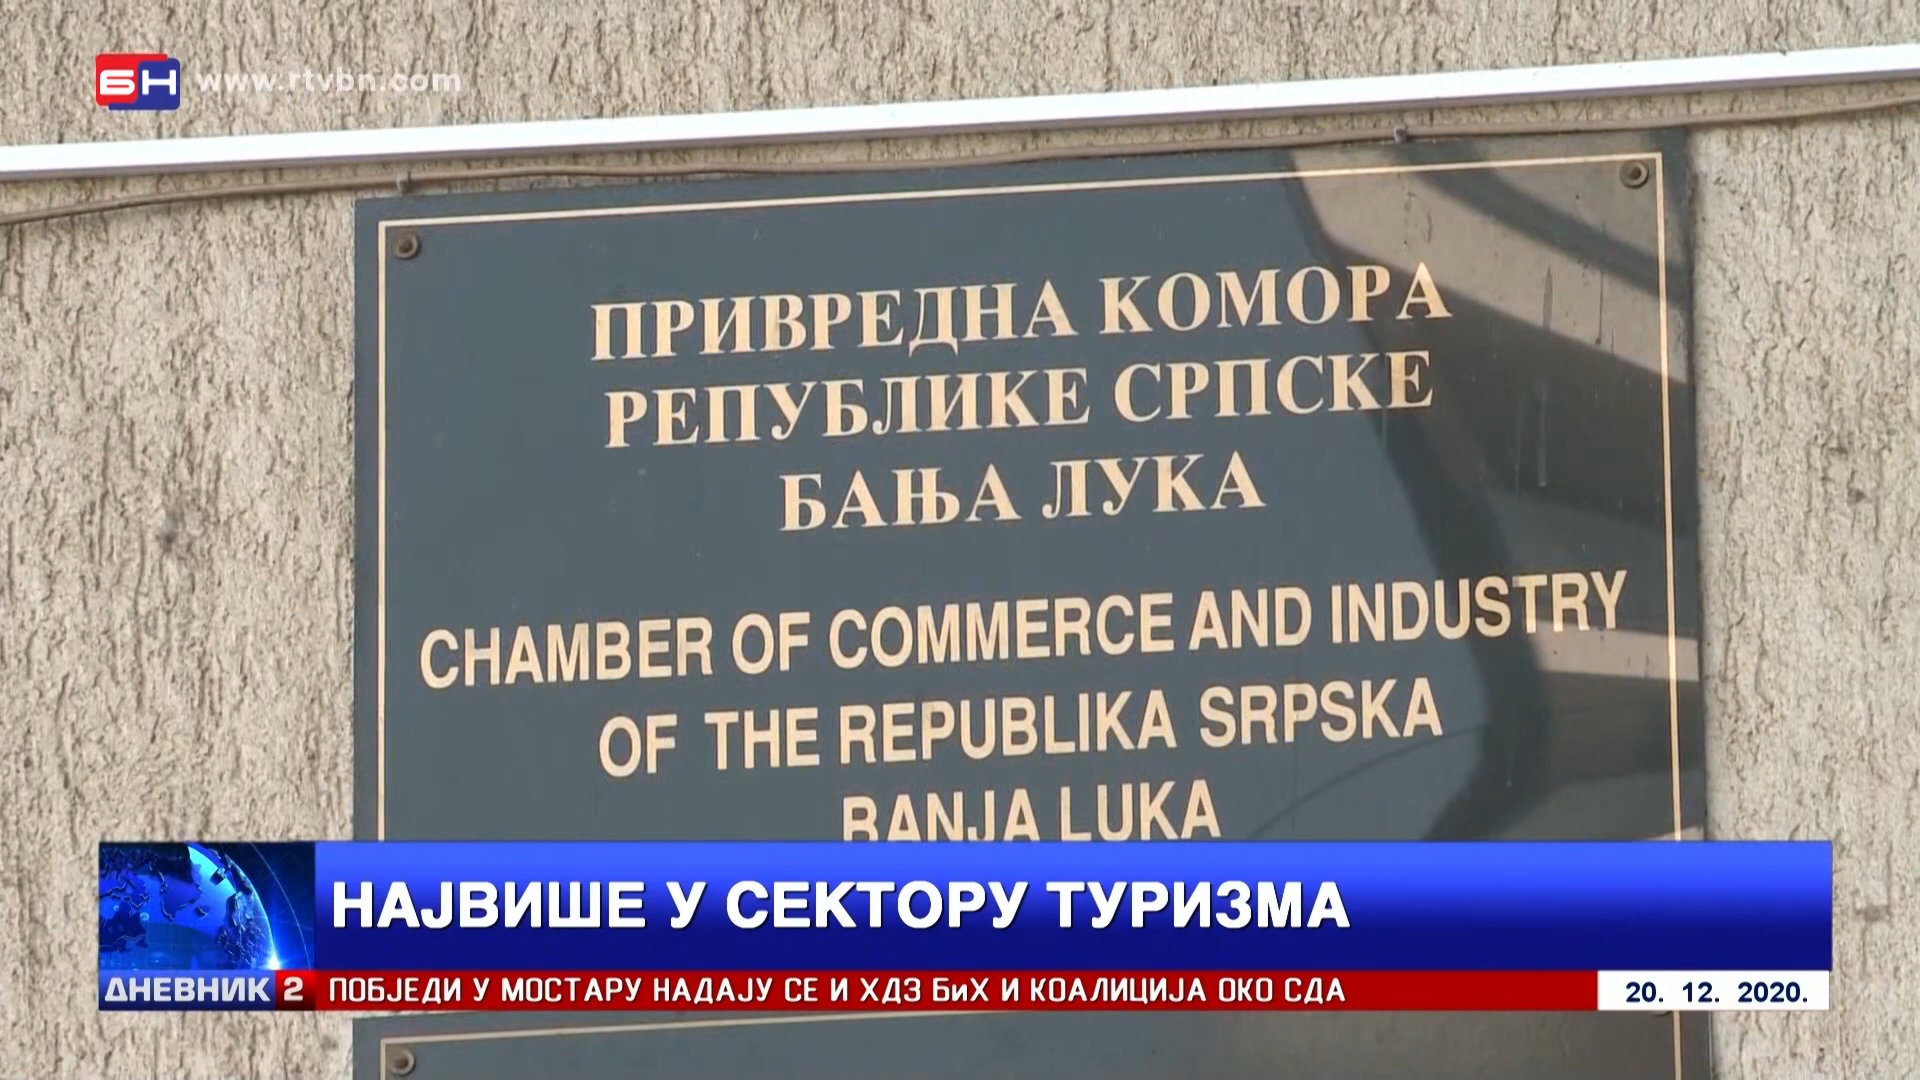 БН www.rtvbn.com
ПРИВРЕДНА КОМОРА
РЕПУБЛИКЕ СРПСКЕ
БАЊА ЛУКА
CHAMBER OF COMMERCE AND INDUSTRY
OF THE REPUBLIKA SRPSKA
BANJA LUKA
НАЈВИШЕ У СЕКТОРУ ТУРИЗМА
ДНЕВНИК 2 ПОБЈЕДИ У МОСТАРУ НАДАЈУ СЕ И ХДЗ БиХ И КОАЛИЦИЈА ОКО СДА 20. 12. 2020.